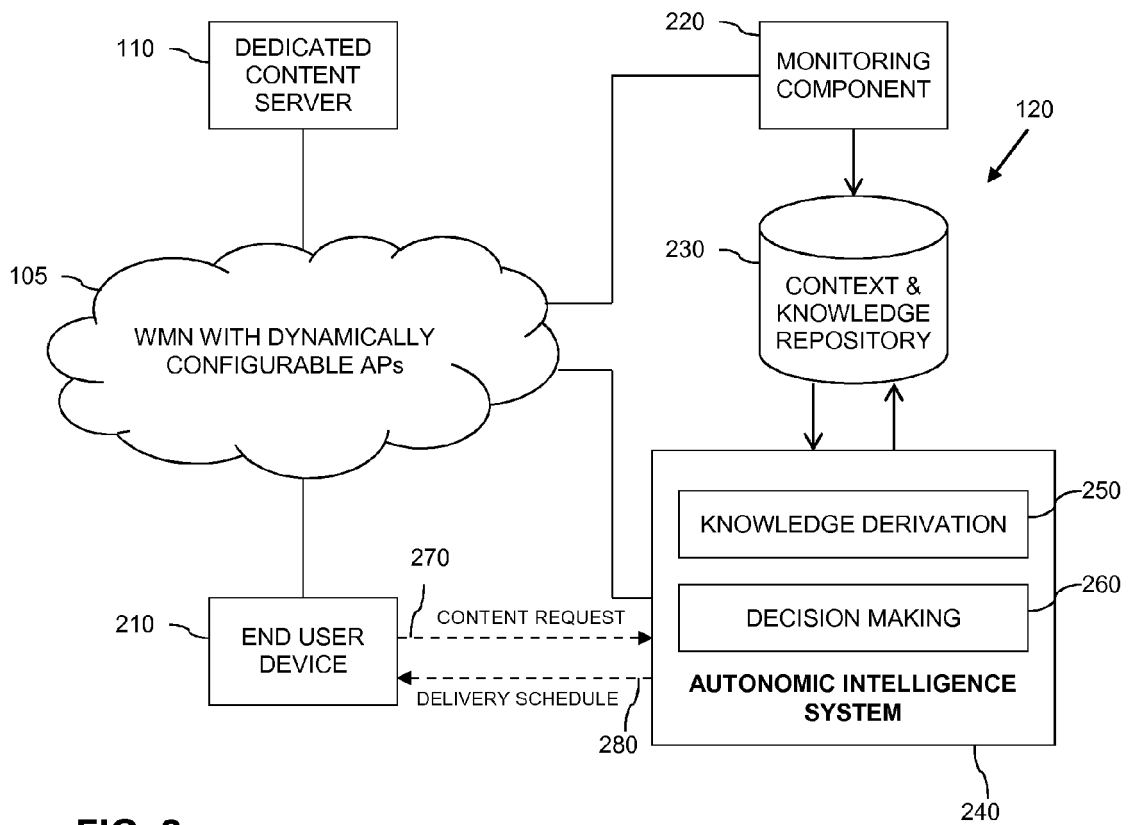 110
DEDICATED
CONTENT
SERVER
220
MONITORING
COMPONENT
120
105
WMN WITH DYNAMICALLY
CONFIGURABLE APs
230
CONTEXT &
KNOWLEDGE
REPOSITORY
250
KNOWLEDGE DERIVATION
260
DECISION MAKING
AUTONOMIC INTELLIGENCE
SYSTEM
240
210
END USER
DEVICE
270
CONTENT REQUEST
DELIVERY SCHEDULE
280